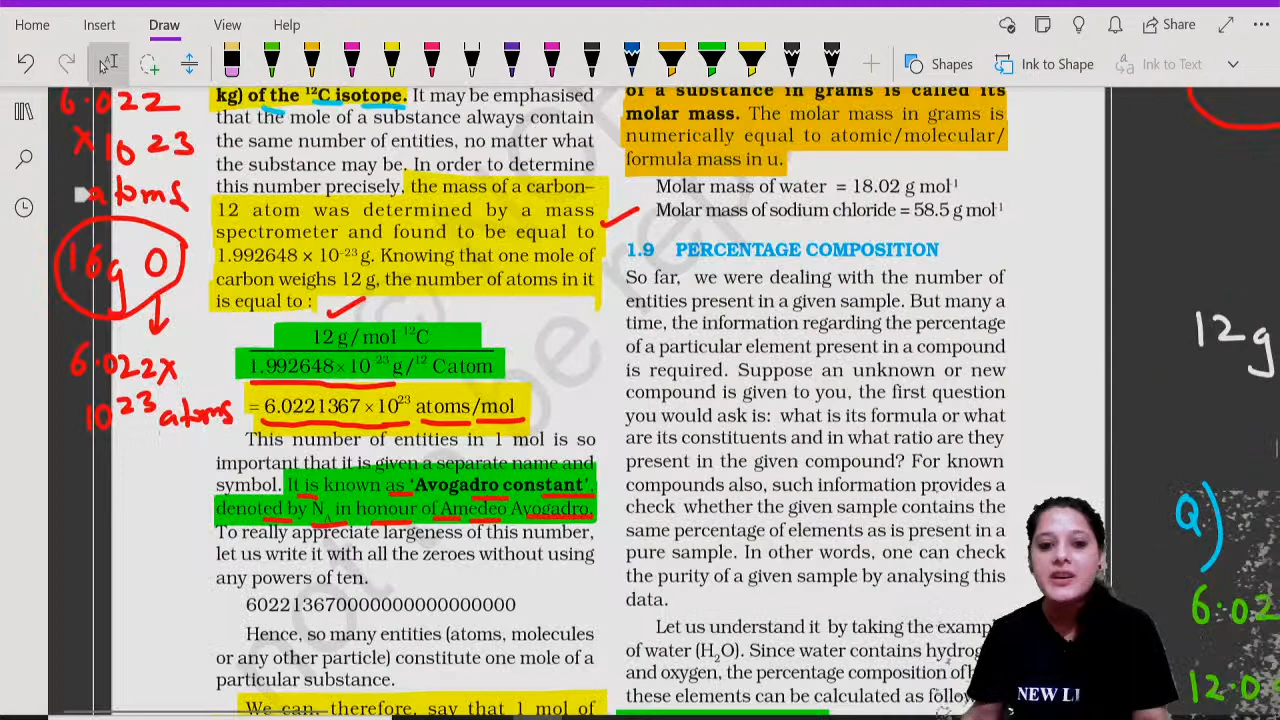 Home Insert Draw View Help
Share
Shapes
Ink to Shape
Ink to Text
6.022
×10 23
atoms
16g O
6.022×
10²³ atoms
kg) of the ¹²C isotope. It may be emphasised
that the mole of a substance always contain
the same number of entities, no matter what
the substance may be. In order to determine
this number precisely, the mass of a carbon–
12 atom was determined by a mass
spectrometer and found to be equal to
1.992648 × 10⁻²³ g. Knowing that one mole of
carbon weighs 12 g, the number of atoms in it
is equal to :
12 g/mol ¹²C
1.992648×10⁻²³ g/¹²Catom
= 6.0221367×10²³ atoms/mol
This number of entities in 1 mol is so
important that it is given a separate name and
symbol. It is known as 'Avogadro constant',
denoted by N_A in honour of Amedeo Avogadro.
To really appreciate largeness of this number,
let us write it with all the zeroes without using
any powers of ten.
602213670000000000000000
Hence, so many entities (atoms, molecules
or any other particle) constitute one mole of a
particular substance.
We can, therefore, say that 1 mol of
of a substance in grams is called its
molar mass. The molar mass in grams is
numerically equal to atomic/molecular/
formula mass in u.
Molar mass of water = 18.02 g mol⁻¹
Molar mass of sodium chloride = 58.5 g mol⁻¹
1.9 PERCENTAGE COMPOSITION
So far, we were dealing with the number of
entities present in a given sample. But many a
time, the information regarding the percentage
of a particular element present in a compound
is required. Suppose an unknown or new
compound is given to you, the first question
you would ask is: what is its formula or what
are its constituents and in what ratio are they
present in the given compound? For known
compounds also, such information provides a
check whether the given sample contains the
same percentage of elements as is present in a
pure sample. In other words, one can check
the purity of a given sample by analysing this
data.
Let us understand it by taking the examp
of water (H₂O). Since water contains hydrog
and oxygen, the percentage composition of
these elements can be calculated as follow
12g
Q)
6.02
12.0
NEW LI